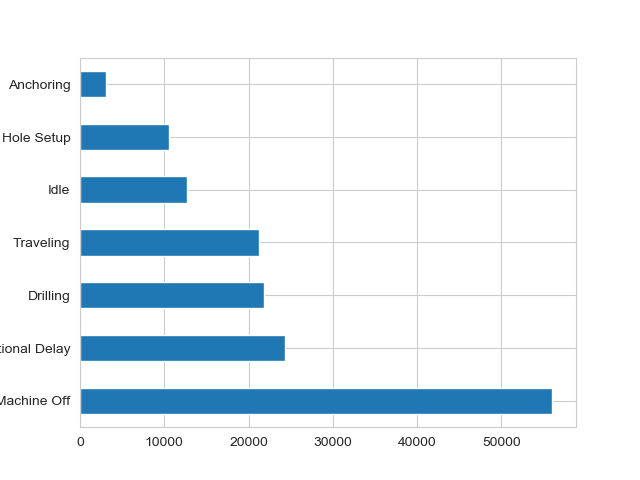 Anchoring
Hole Setup
Idle
Traveling
Drilling
tional Delay
Machine Off
0 10000 20000 30000 40000 50000